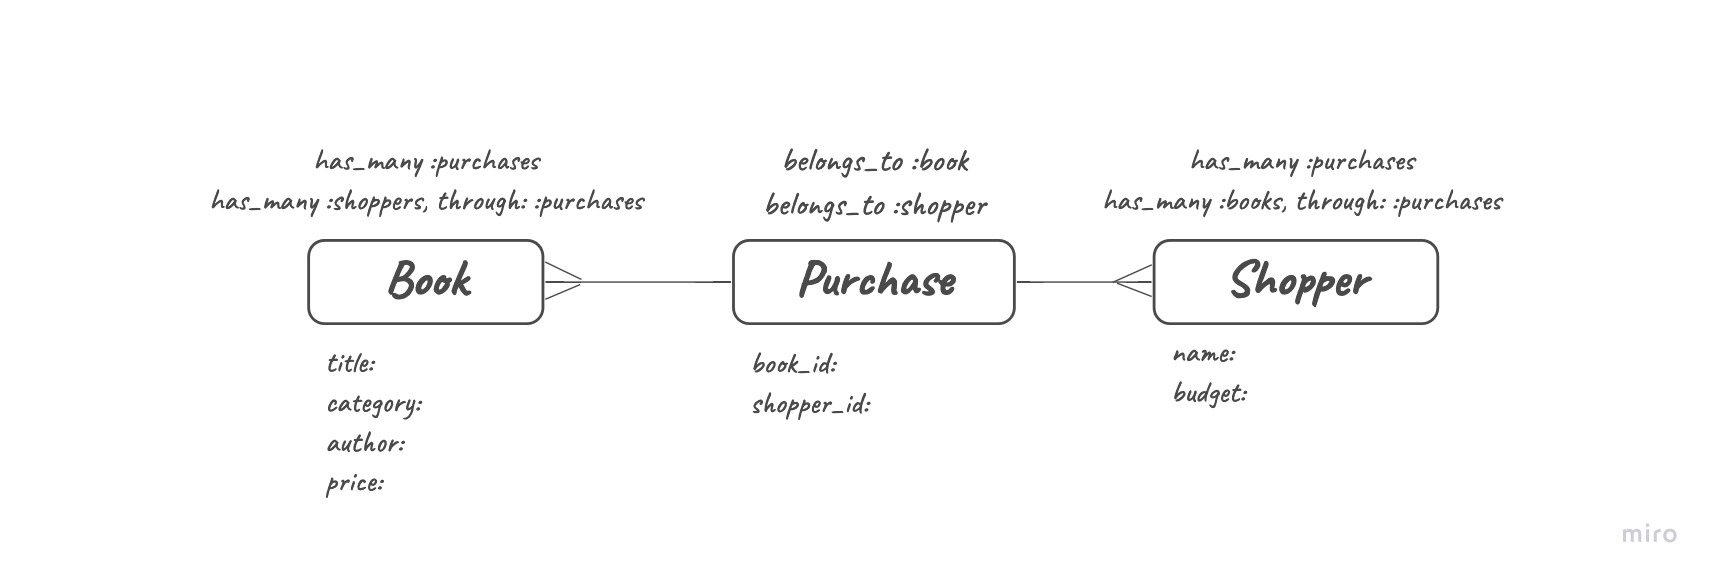 has_many :purchases
has_many :shoppers, through: :purchases
Book
title:
category:
author:
price:
belongs_to :book
belongs_to :shopper
Purchase
book_id:
shopper_id:
has_many :purchases
has_many :books, through: :purchases
Shopper
name:
budget:
miro